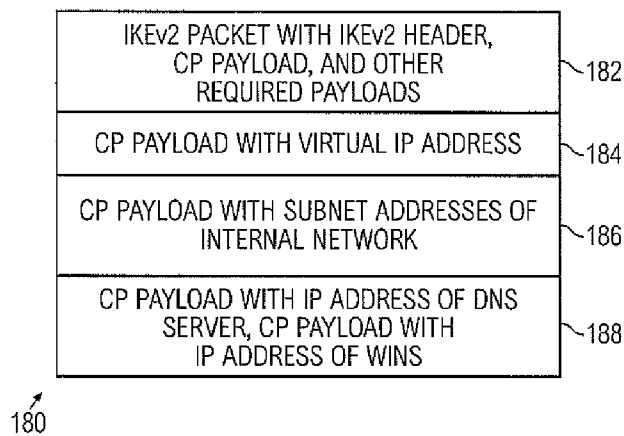 IKEv2 PACKET WITH IKEv2 HEADER,
CP PAYLOAD, AND OTHER
REQUIRED PAYLOADS
182
CP PAYLOAD WITH VIRTUAL IP ADDRESS
184
CP PAYLOAD WITH SUBNET ADDRESSES OF
INTERNAL NETWORK
186
CP PAYLOAD WITH IP ADDRESS OF DNS
SERVER, CP PAYLOAD WITH
IP ADDRESS OF WINS
188
180